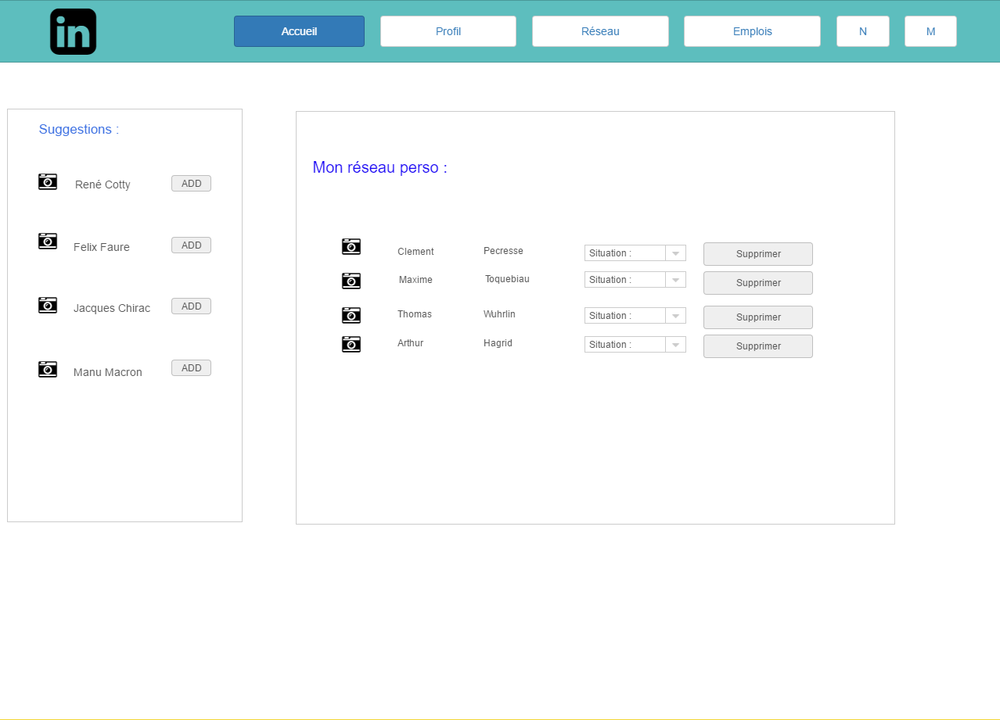 in
Accueil Profil Réseau Emplois N M
Suggestions :
René Cotty ADD
Felix Faure ADD
Jacques Chirac ADD
Manu Macron ADD
Mon réseau perso :
Clement Pecresse Situation : Supprimer
Maxime Toquebiau Situation : Supprimer
Thomas Wuhrlin Situation : Supprimer
Arthur Hagrid Situation : Supprimer